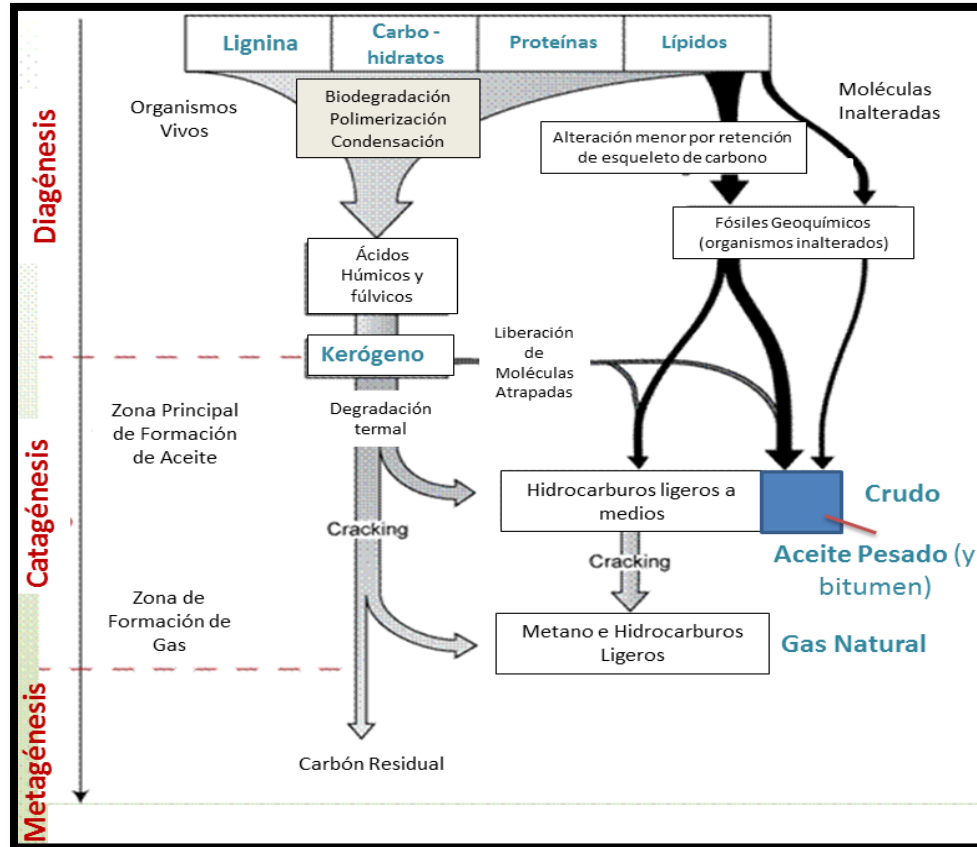 Lignina
Carbo -
hidratos
Proteínas
Lípidos
Diagénesis
Organismos
Vivos
Biodegradación
Polimerización
Condensación
Alteración menor por retención
de esqueleto de carbono
Moléculas
Inalteradas
Fósiles Geoquímicos
(organismos inalterados)
Ácidos
Húmicos y
fúlvicos
Kerógeno
Liberación
de
Moléculas
Atrapadas
Catagénesis
Zona Principal
de Formación
de Aceite
Degradación
termal
Hidrocarburos ligeros a
medios
Crudo
Cracking
Cracking
Aceite Pesado (y
bitumen)
Zona de
Formación de
Gas
Metano e Hidrocarburos
Ligeros
Gas Natural
Metagénesis
Carbón Residual